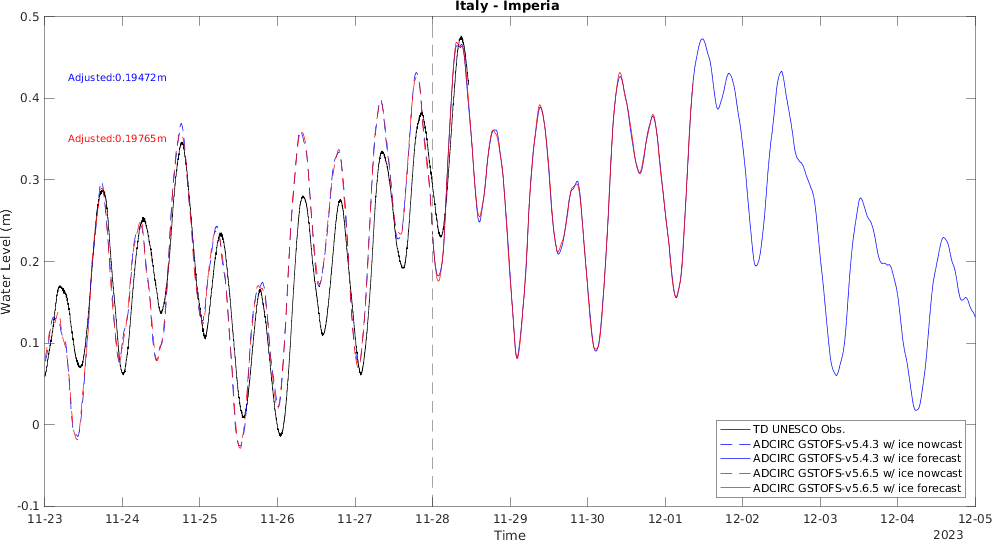 Italy - Imperia
0.5
0.4
0.3
0.2
0.1
0
-0.1
Water Level (m)
Adjusted:0.19472m
Adjusted:0.19765m
TD UNESCO Obs.
ADCIRC GSTOFS-v5.4.3 w/ ice nowcast
ADCIRC GSTOFS-v5.4.3 w/ ice forecast
ADCIRC GSTOFS-v5.6.5 w/ ice nowcast
ADCIRC GSTOFS-v5.6.5 w/ ice forecast
11-23 11-24 11-25 11-26 11-27 11-28 11-29 11-30 12-01 12-02 12-03 12-04 12-05
Time
2023